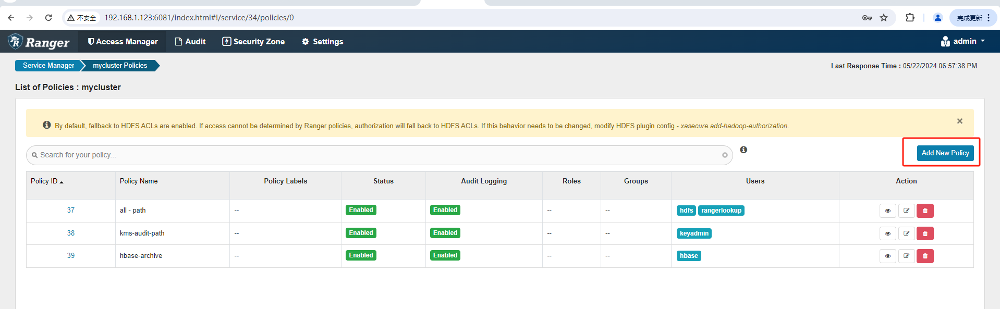 不安全 192.168.1.123:6081/index.html#!/service/34/policies/0 完成更新
Ranger Access Manager Audit Security Zone Settings admin
Service Manager mycluster Policies Last Response Time : 05/22/2024 06:57:38 PM
List of Policies : mycluster
By default, fallback to HDFS ACLs are enabled. If access cannot be determined by Ranger policies, authorization will fall back to HDFS ACLs. If this behavior needs to be changed, modify HDFS plugin config - xasecure.add-hadoop-authorization.
Search for your policy... Add New Policy
Policy ID Policy Name Policy Labels Status Audit Logging Roles Groups Users Action
37 all - path -- Enabled Enabled -- -- hdfs rangerlookup
38 kms-audit-path -- Enabled Enabled -- -- keyadmin
39 hbase-archive -- Enabled Enabled -- -- hbase